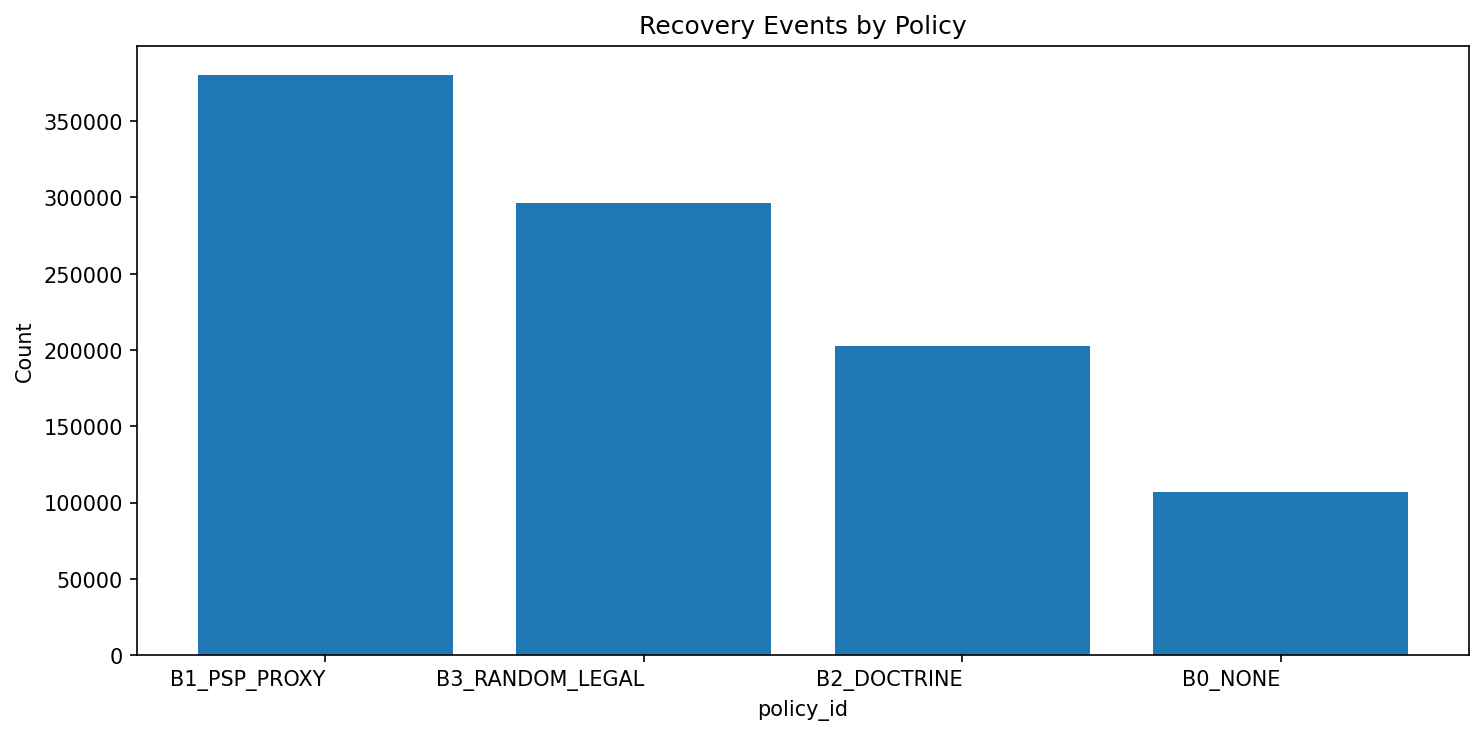 Recovery Events by Policy
350000
300000
250000
200000
150000
100000
50000
0
Count
B1_PSP_PROXY B3_RANDOM_LEGAL B2_DOCTRINE B0_NONE
policy_id